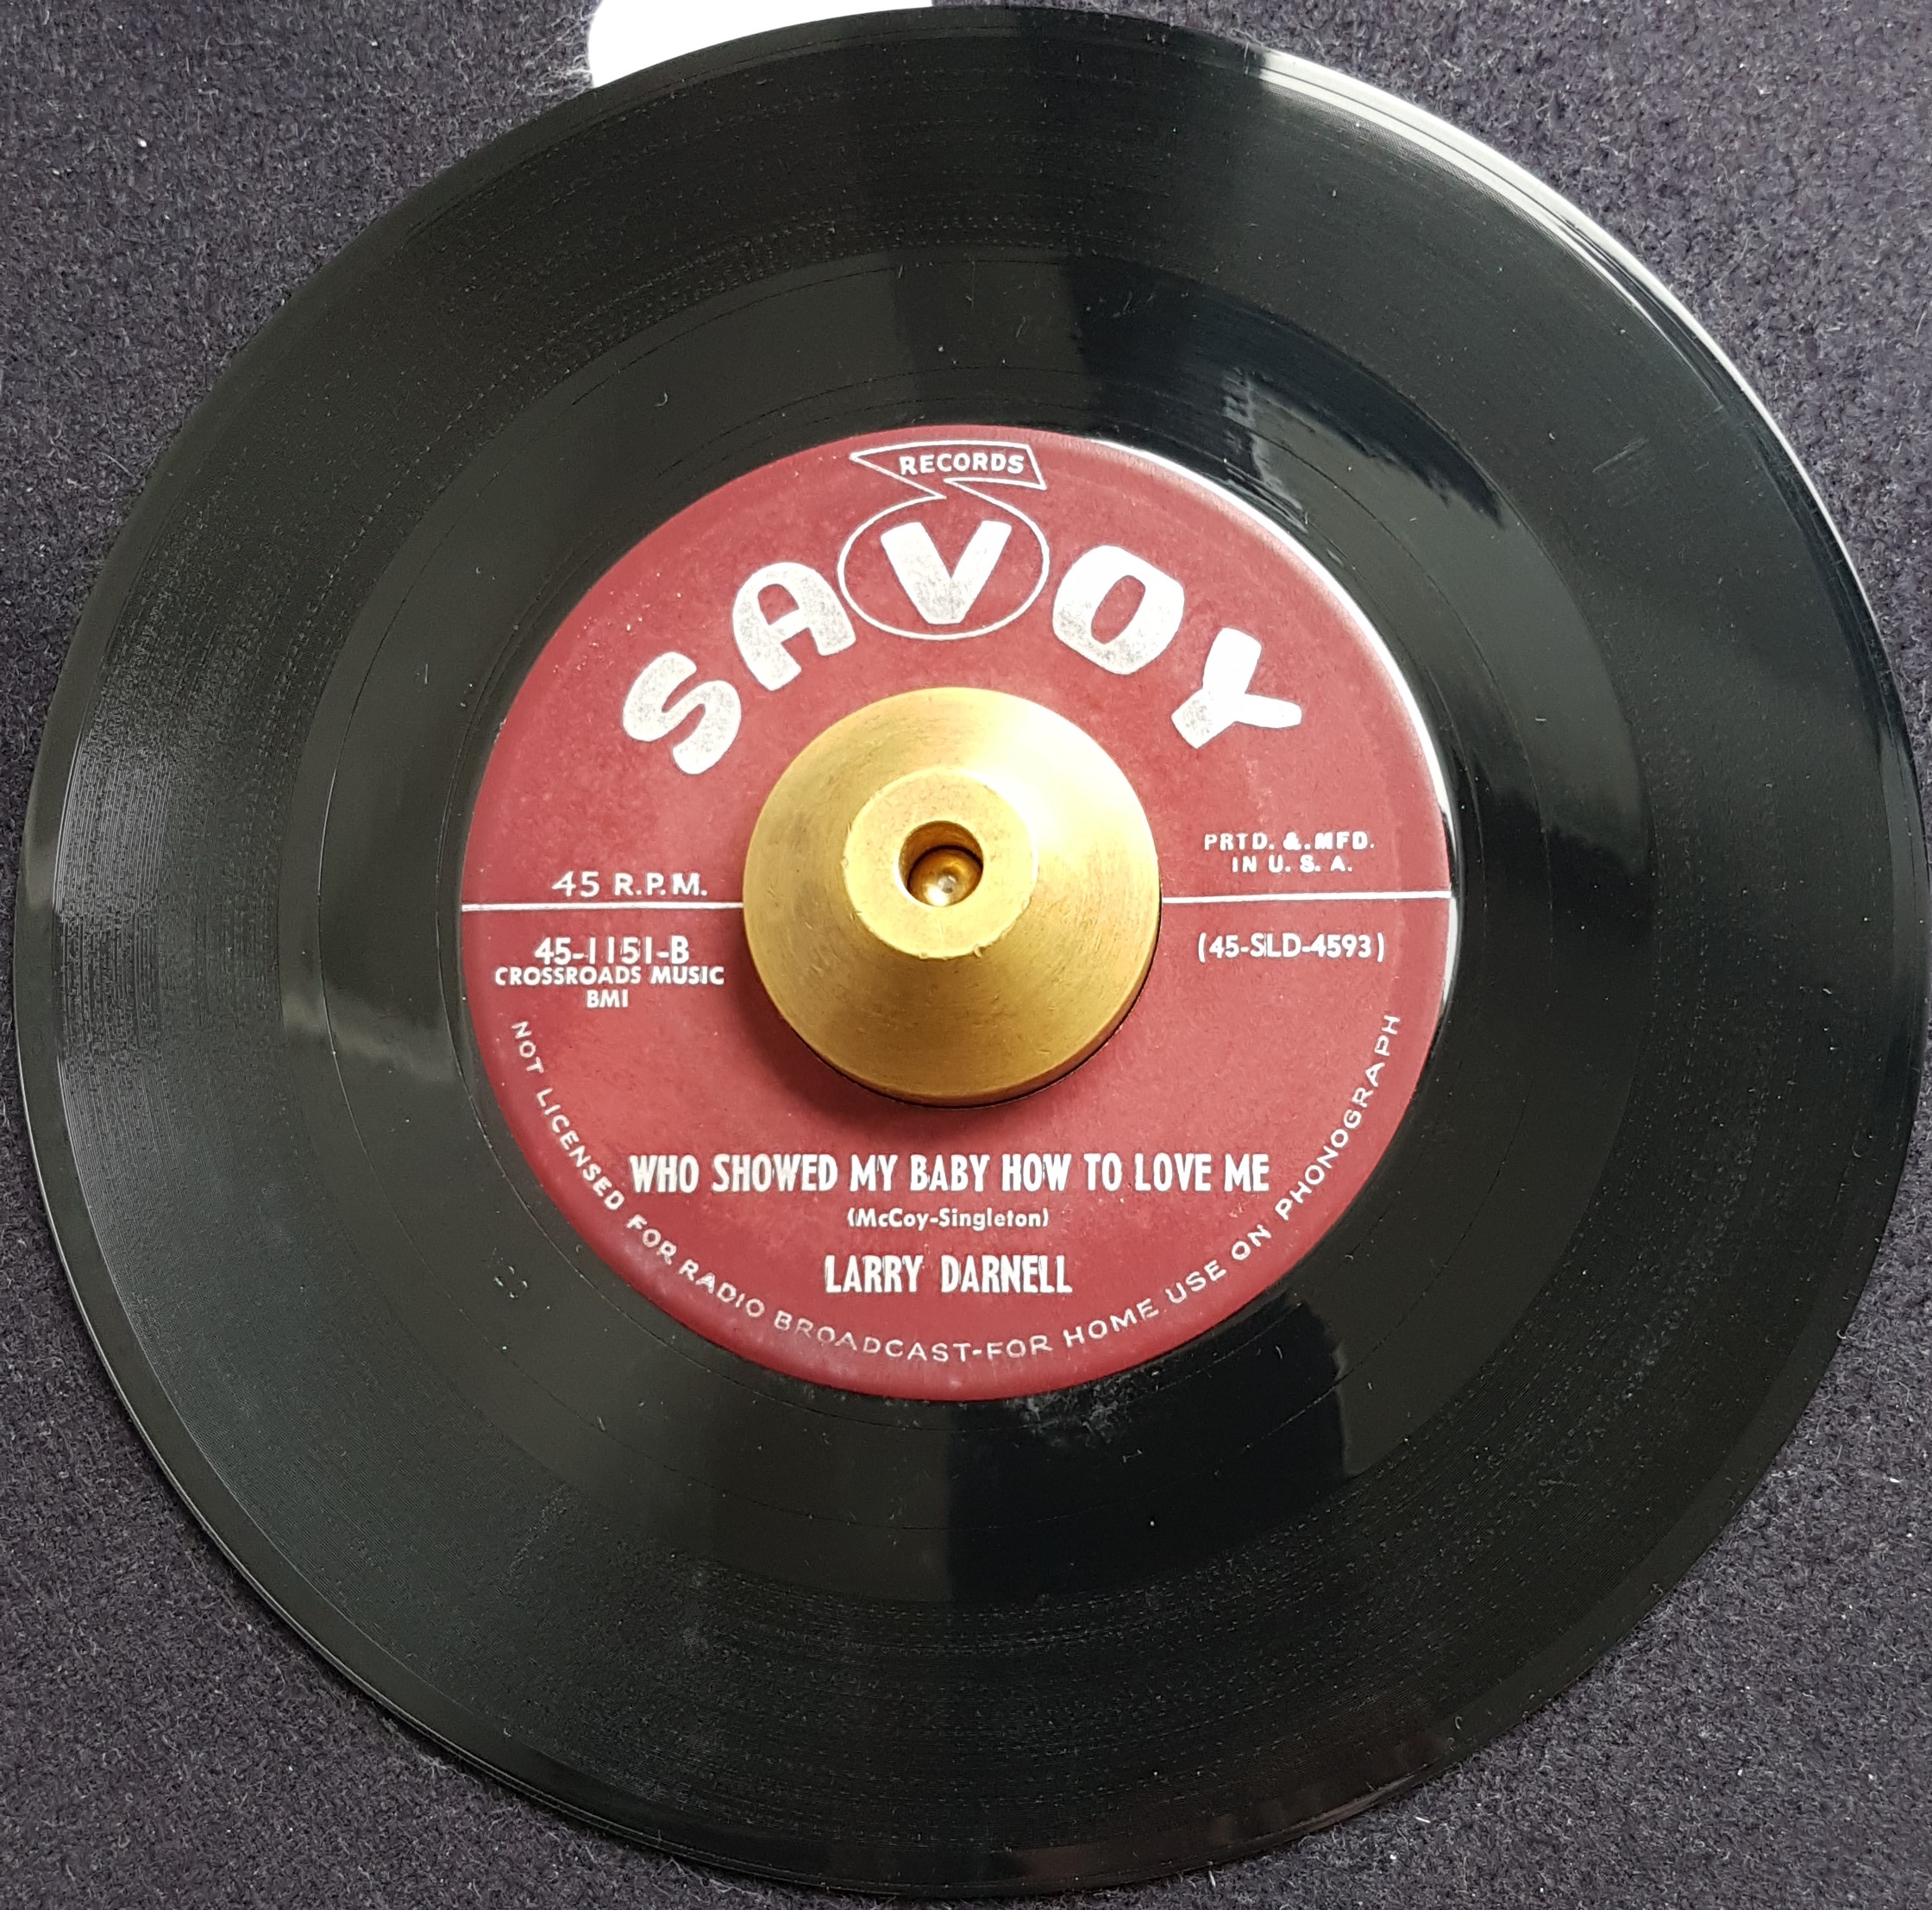 RECORDS
SAVOY
PRTD. & MFD.
IN U. S. A.
45 R.P.M.
45-1151-B
CROSSROADS MUSIC
BMI
(45-SLD-4593)
WHO SHOWED MY BABY HOW TO LOVE ME
(McCoy-Singleton)
LARRY DARNELL
NOT LICENSED FOR RADIO BROADCAST-FOR HOME USE ON PHONOGRAPH